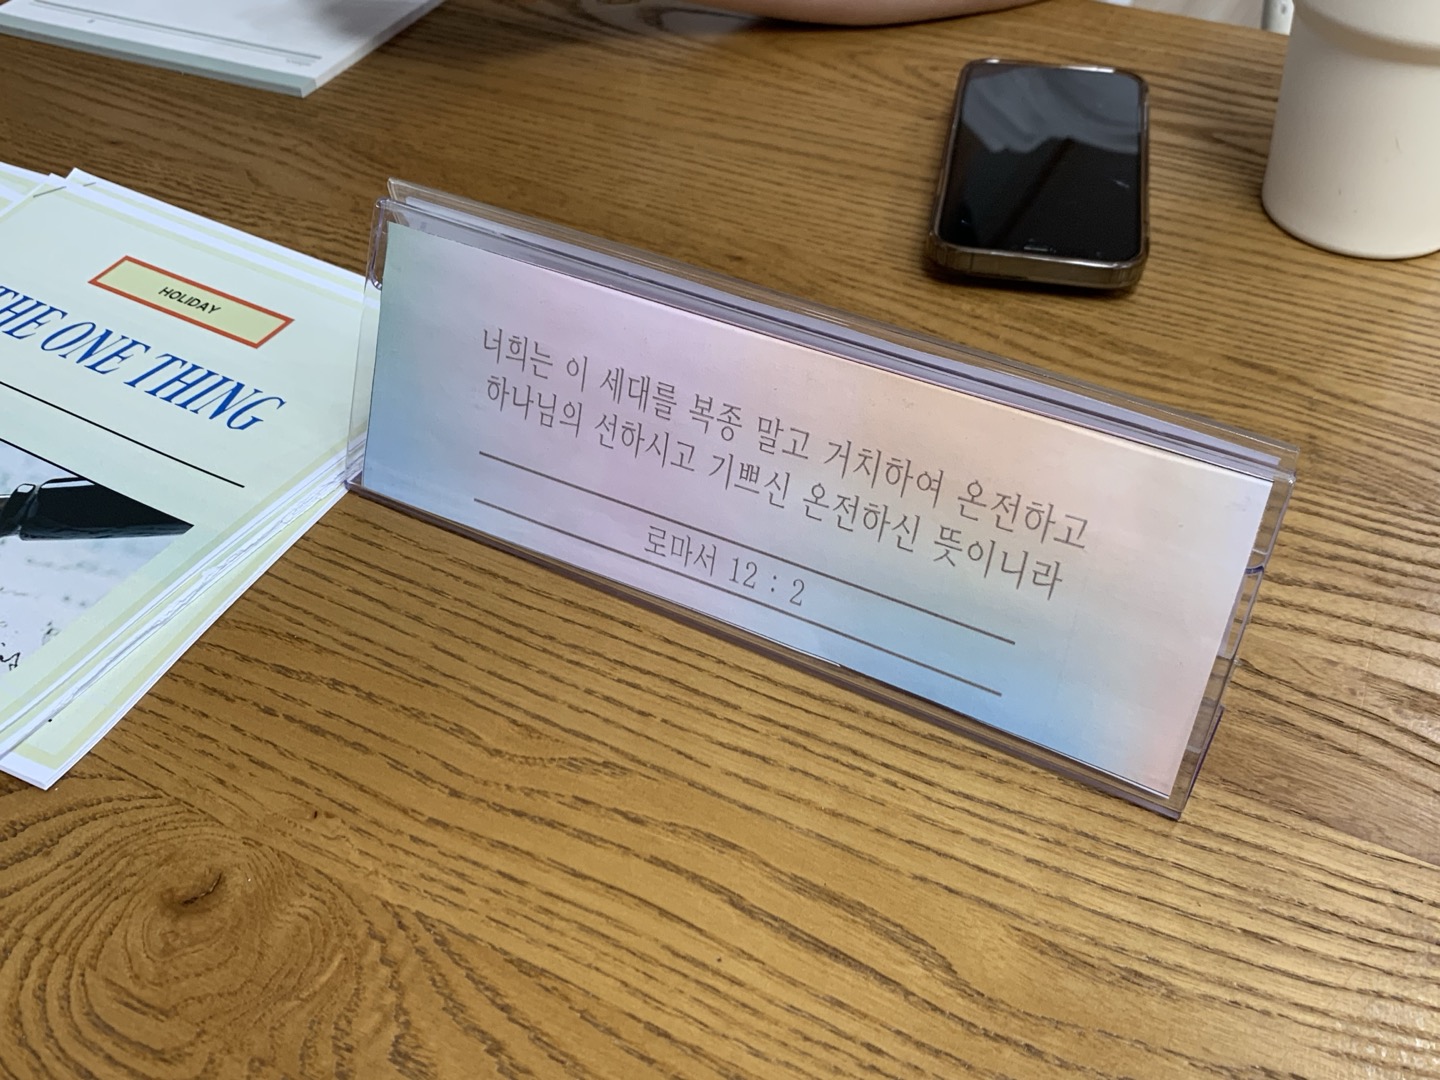 HOLIDAY
THE ONE THING
너희는 이 세대를 복종 말고 거치하여 온전하고
하나님의 선하시고 기쁘신 온전하신 뜻이니라
로마서 12 : 2